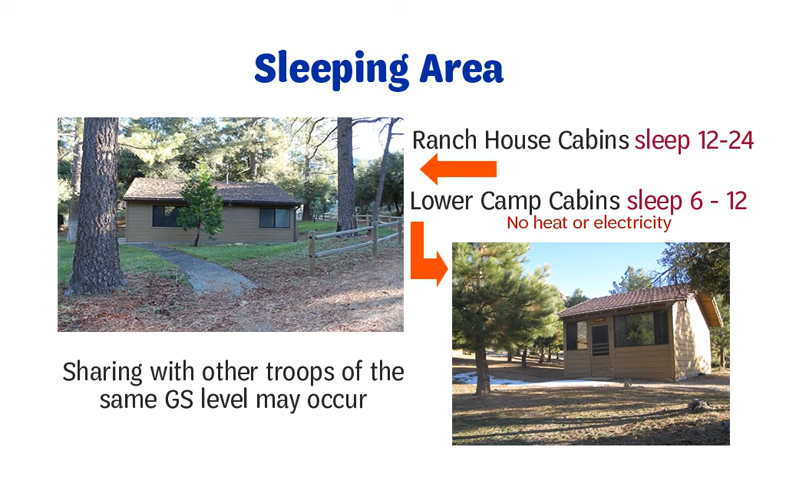 Sleeping Area
Ranch House Cabins sleep 12-24
Lower Camp Cabins sleep 6 - 12
No heat or electricity
Sharing with other troops of the
same GS level may occur